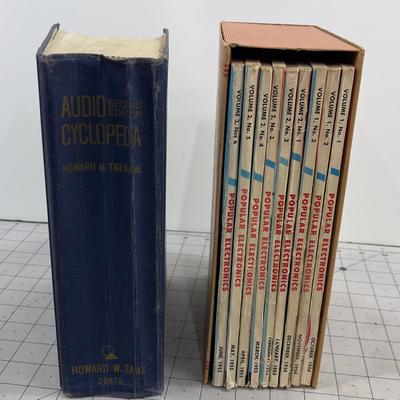 AUDIO SECOND EDITION
CYCLOPEDIA
HOWARD M. TREMAINE
HOWARD W. SAMS
20675
VOLUME 2, No. 6 POPULAR ELECTRONICS JUNE, 1955
VOLUME 2, No. 5 POPULAR ELECTRONICS MAY, 1955
VOLUME 2, No. 4 POPULAR ELECTRONICS APRIL, 1955
VOLUME 2, No. 3 POPULAR ELECTRONICS MARCH, 1955
VOLUME 2, No. 2 POPULAR ELECTRONICS FEBRUARY, 1955
VOLUME 2, No. 1 POPULAR ELECTRONICS JANUARY, 1955
VOLUME 1, No. 3 POPULAR ELECTRONICS DECEMBER, 1954
VOLUME 1, No. 2 POPULAR ELECTRONICS NOVEMBER, 1954
VOLUME 1, No. 1 POPULAR ELECTRONICS OCTOBER, 1954